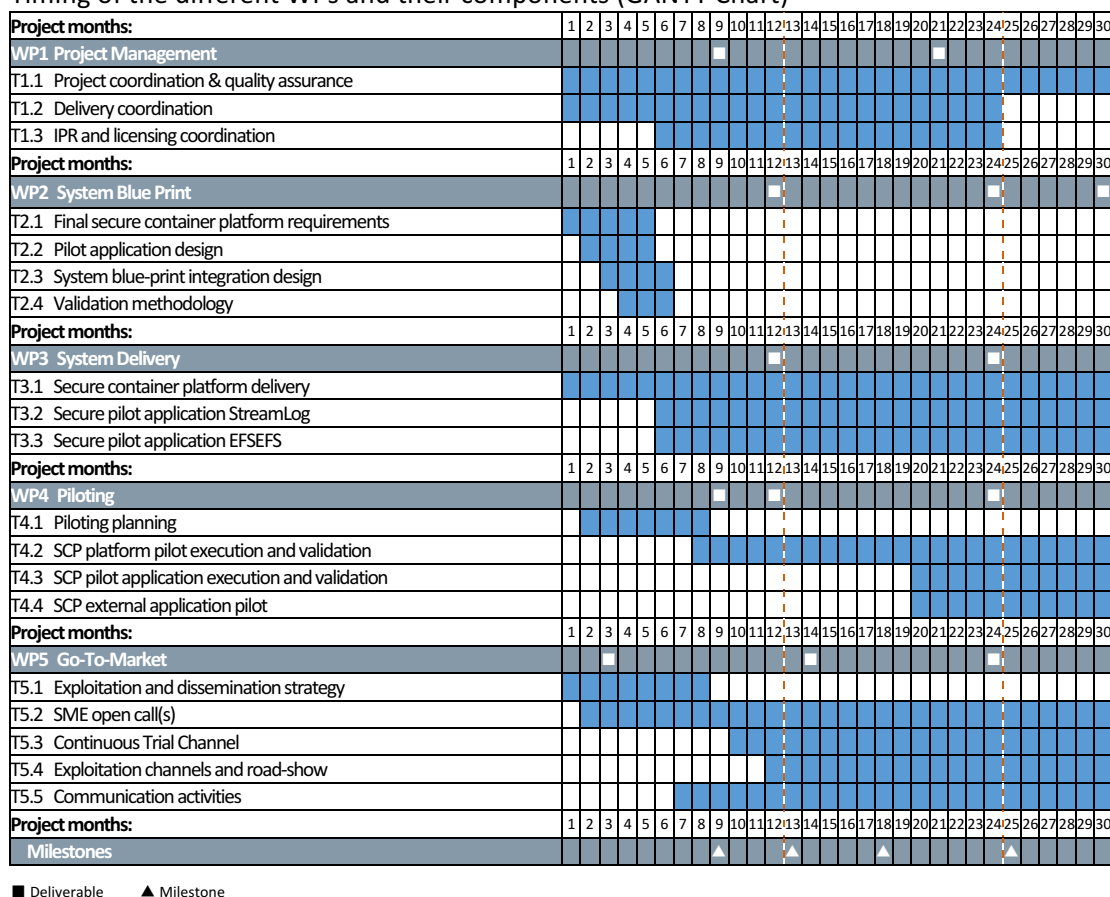 Timing of the different WPs and their components (GANTT Chart)
Project months: 1 2 3 4 5 6 7 8 9 10 11 12 13 14 15 16 17 18 19 20 21 22 23 24 25 26 27 28 29 30
WP1 Project Management
T1.1 Project coordination & quality assurance
T1.2 Delivery coordination
T1.3 IPR and licensing coordination
Project months: 1 2 3 4 5 6 7 8 9 10 11 12 13 14 15 16 17 18 19 20 21 22 23 24 25 26 27 28 29 30
WP2 System Blue Print
T2.1 Final secure container platform requirements
T2.2 Pilot application design
T2.3 System blue-print integration design
T2.4 Validation methodology
Project months: 1 2 3 4 5 6 7 8 9 10 11 12 13 14 15 16 17 18 19 20 21 22 23 24 25 26 27 28 29 30
WP3 System Delivery
T3.1 Secure container platform delivery
T3.2 Secure pilot application StreamLog
T3.3 Secure pilot application EFSEFS
Project months: 1 2 3 4 5 6 7 8 9 10 11 12 13 14 15 16 17 18 19 20 21 22 23 24 25 26 27 28 29 30
WP4 Piloting
T4.1 Piloting planning
T4.2 SCP platform pilot execution and validation
T4.3 SCP pilot application execution and validation
T4.4 SCP external application pilot
Project months: 1 2 3 4 5 6 7 8 9 10 11 12 13 14 15 16 17 18 19 20 21 22 23 24 25 26 27 28 29 30
WP5 Go-To-Market
T5.1 Exploitation and dissemination strategy
T5.2 SME open call(s)
T5.3 Continuous Trial Channel
T5.4 Exploitation channels and road-show
T5.5 Communication activities
Project months: 1 2 3 4 5 6 7 8 9 10 11 12 13 14 15 16 17 18 19 20 21 22 23 24 25 26 27 28 29 30
Milestones
■ Deliverable ▲ Milestone